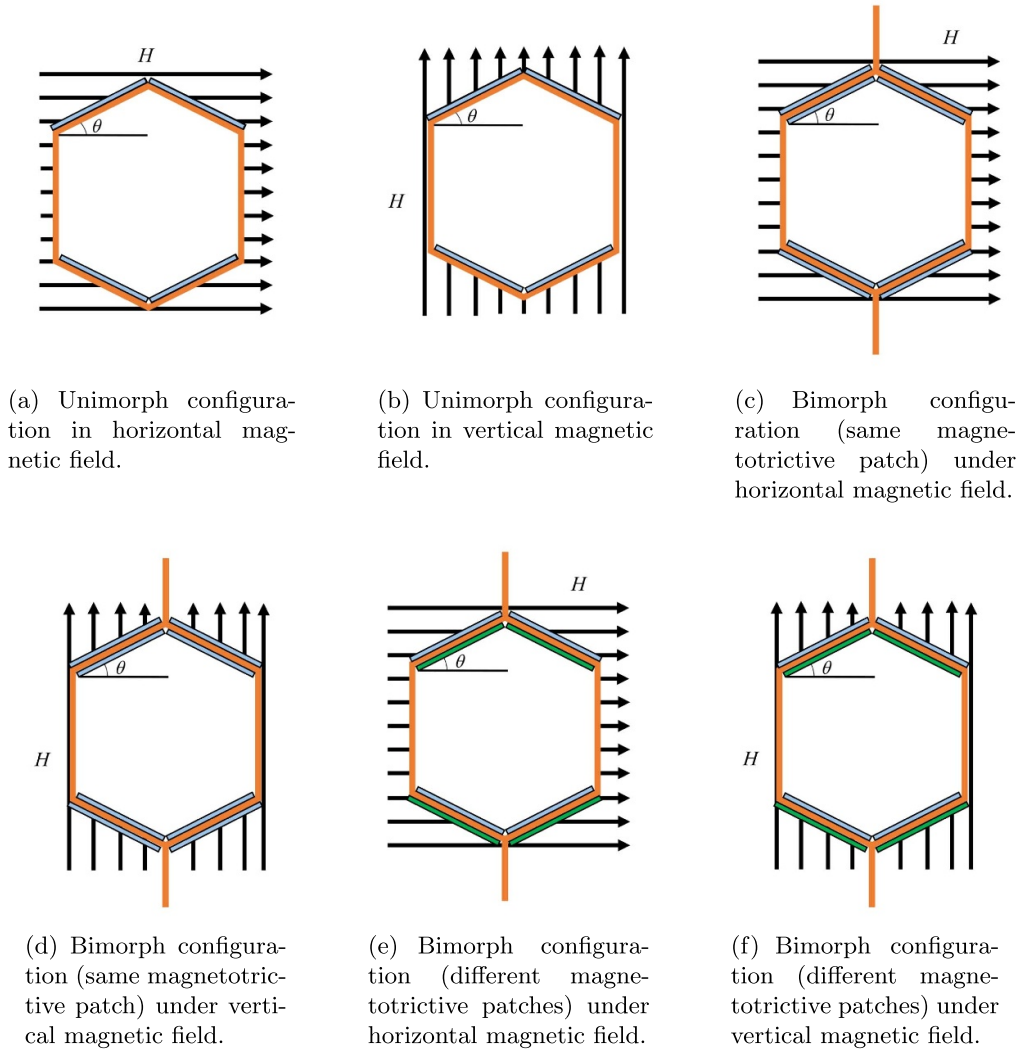 H
θ
H
θ
H
θ
(a) Unimorph configura-
tion in horizontal mag-
netic field.
(b) Unimorph configura-
tion in vertical magnetic
field.
(c) Bimorph configu-
ration (same magne-
totrictive patch) under
horizontal magnetic field.
H
θ
H
θ
H
θ
(d) Bimorph configura-
tion (same magnetotric-
tive patch) under verti-
cal magnetic field.
(e) Bimorph configura-
tion (different magne-
totrictive patches) under
horizontal magnetic field.
(f) Bimorph configura-
tion (different magne-
totrictive patches) under
vertical magnetic field.